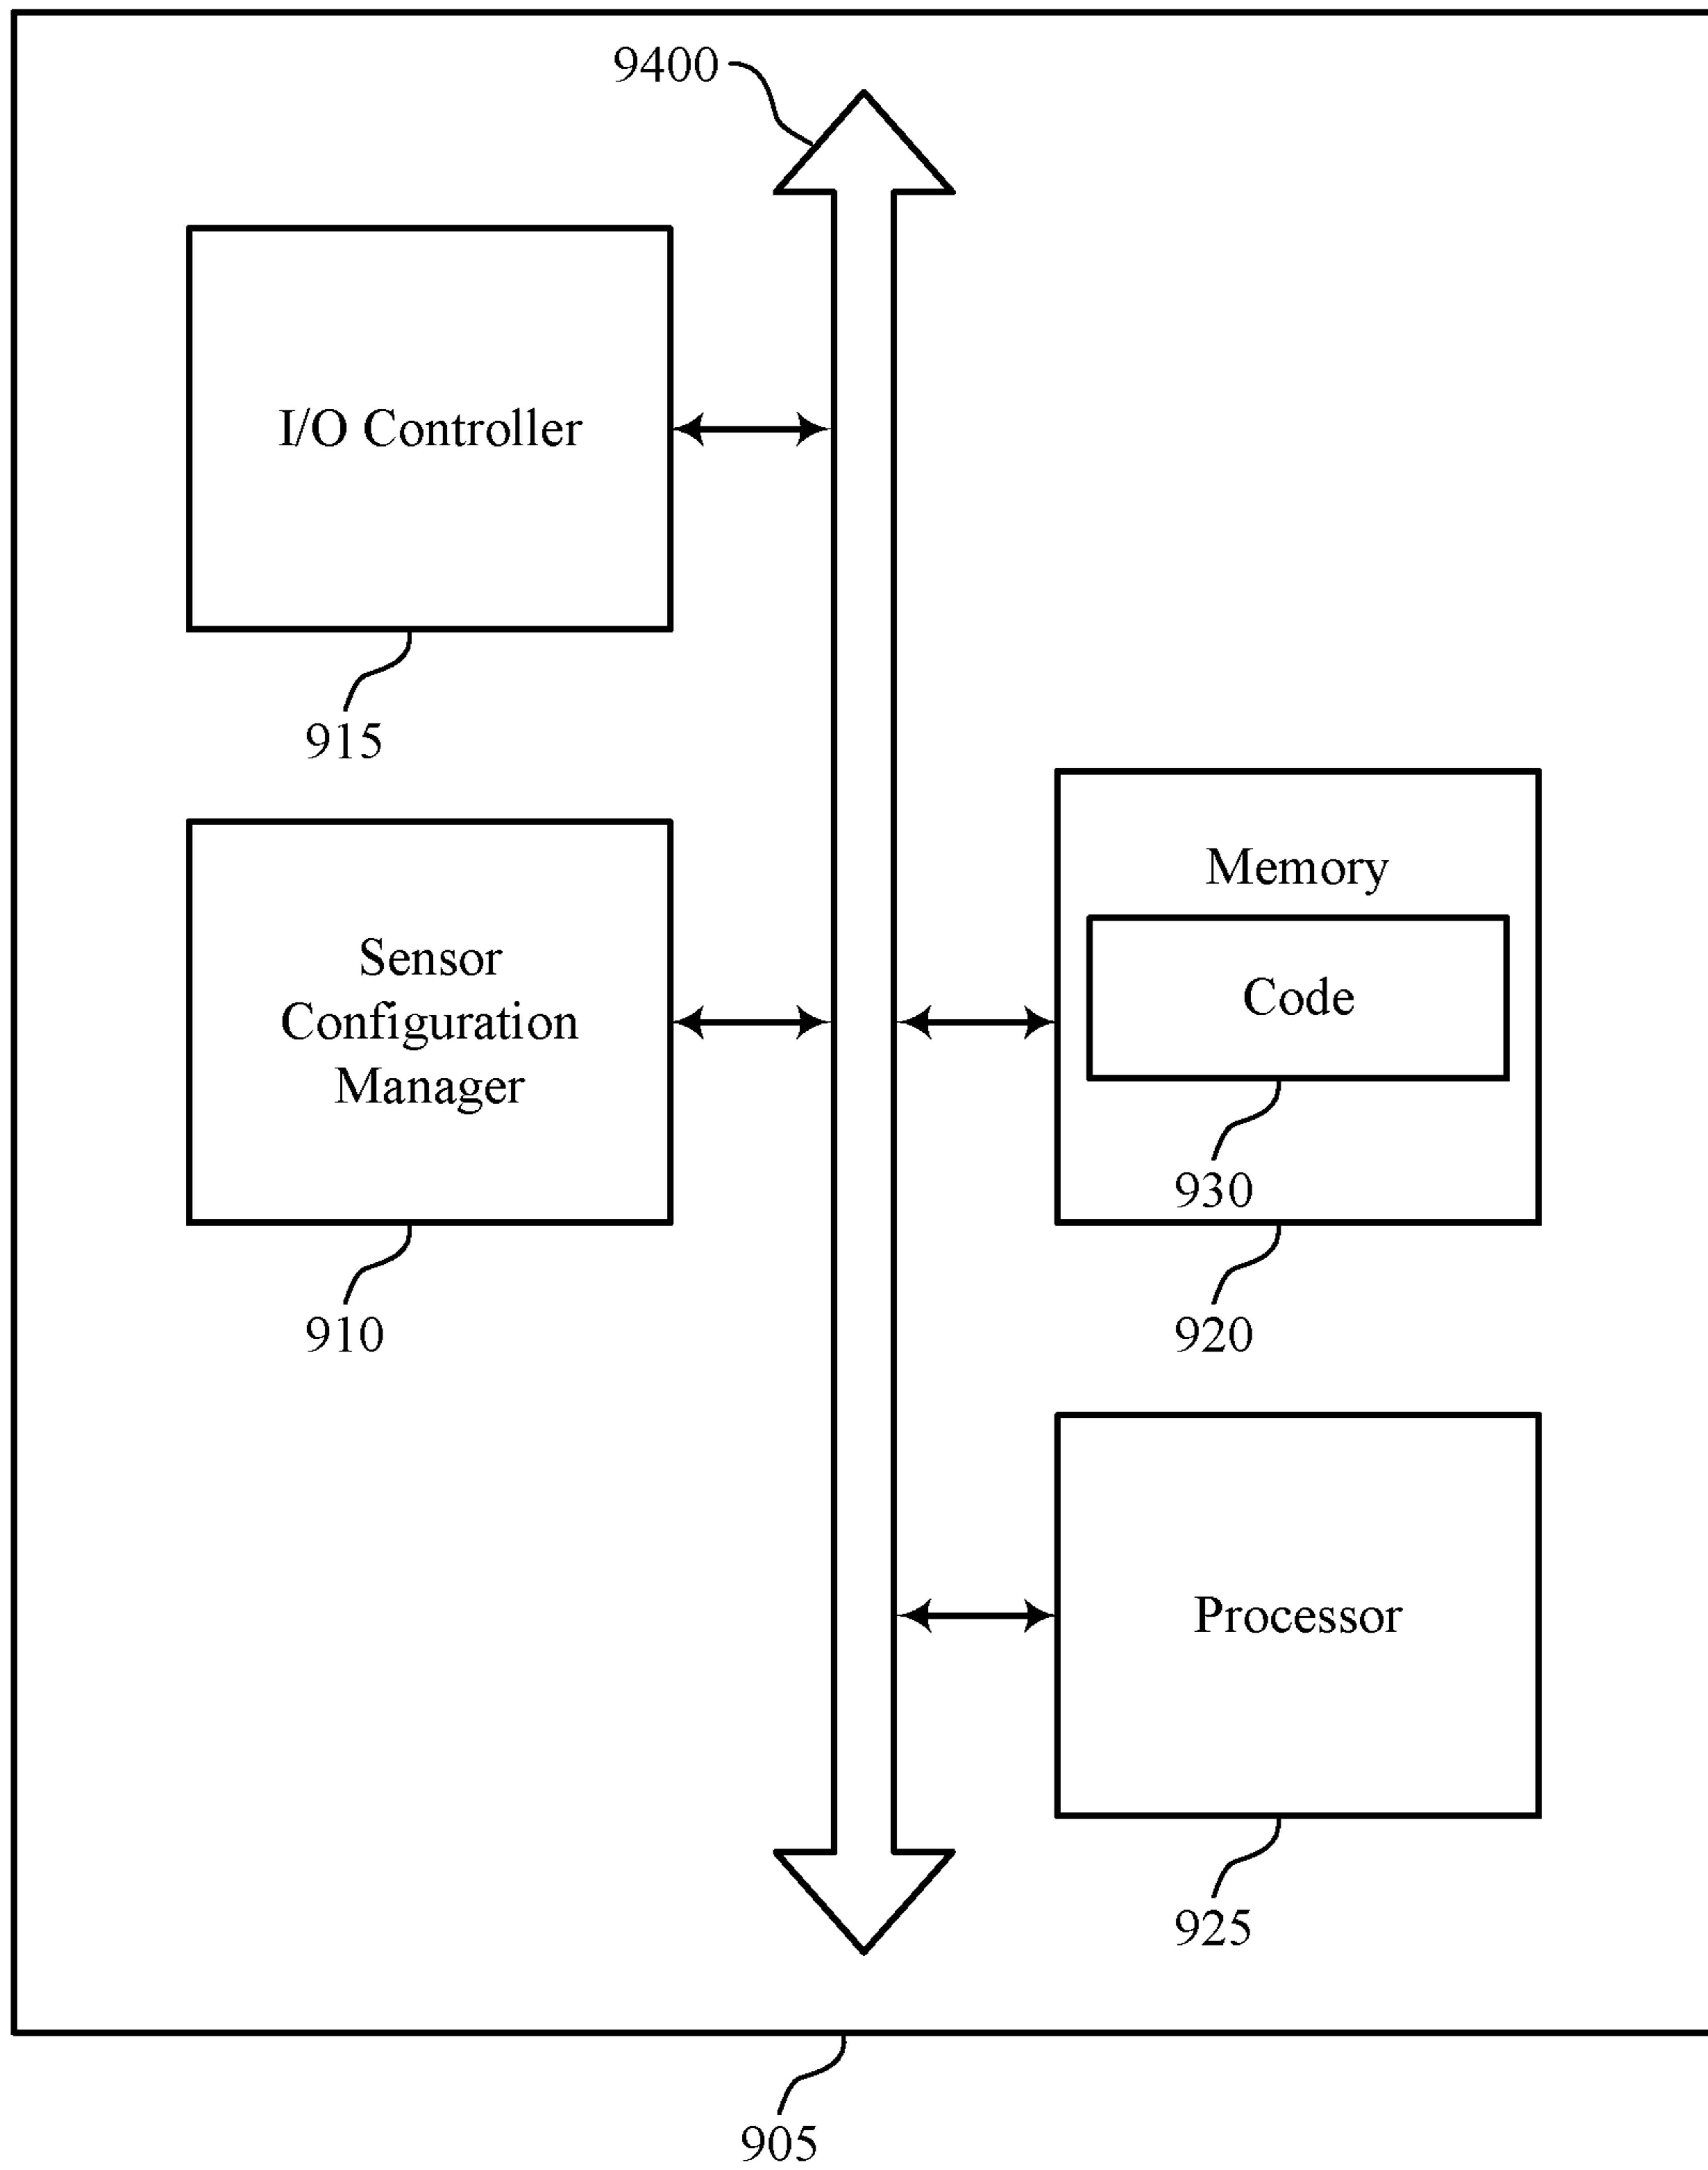 9400
I/O Controller
915
Memory
Code
930
920
Sensor
Configuration
Manager
910
Processor
925
905